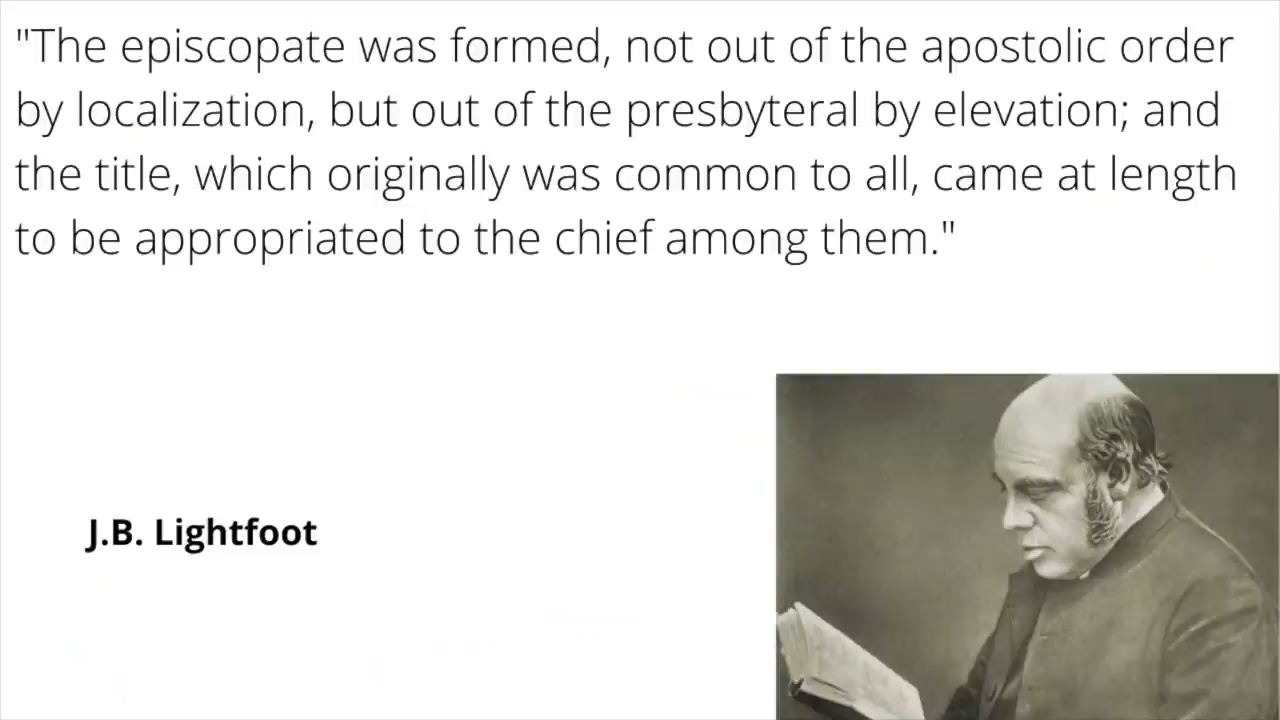 "The episcopate was formed, not out of the apostolic order
by localization, but out of the presbyteral by elevation; and
the title, which originally was common to all, came at length
to be appropriated to the chief among them."
J.B. Lightfoot